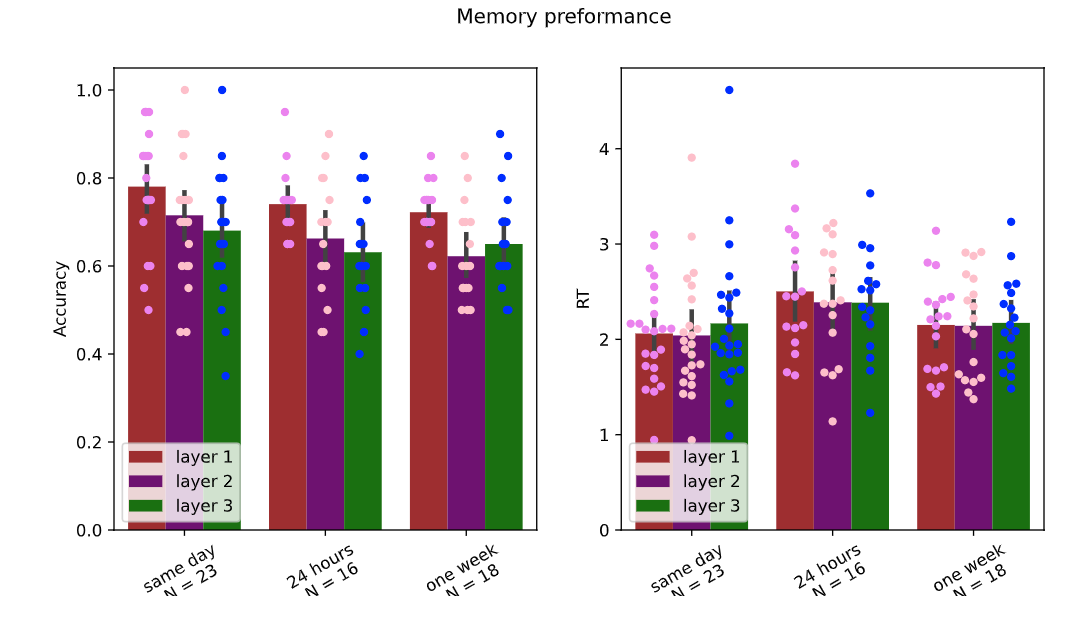 Memory preformance
Accuracy
1.0
0.8
0.6
0.4
0.2
0.0
layer 1
layer 2
layer 3
same day
N = 23
24 hours
N = 16
one week
N = 18
RT
4
3
2
1
0
layer 1
layer 2
layer 3
same day
N = 23
24 hours
N = 16
one week
N = 18